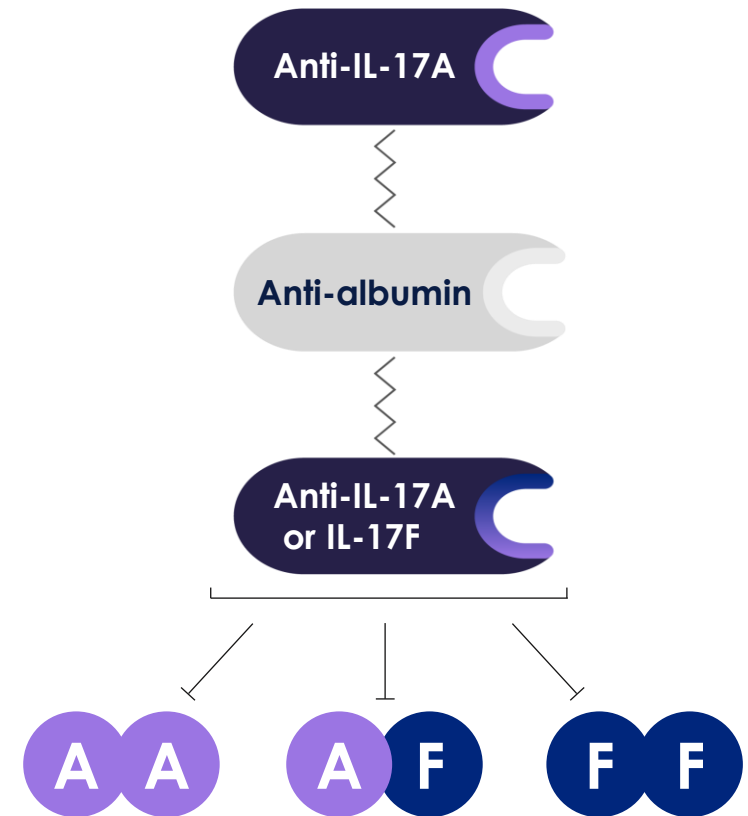 Anti-IL-17A
Anti-albumin
Anti-IL-17A
or IL-17F
A A A F F F